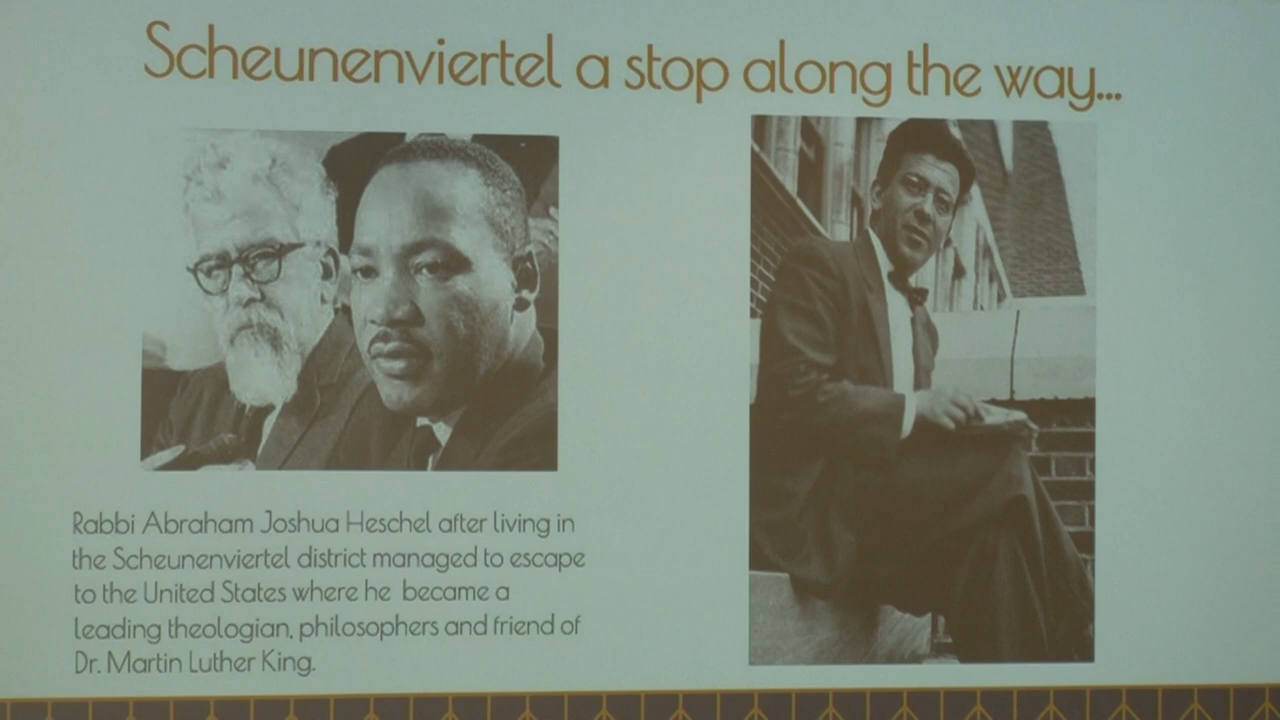 Scheunenviertel a stop along the way...
Rabbi Abraham Joshua Heschel after living in
the Scheunenviertel district managed to escape
to the United States where he became a
leading theologian, philosophers and friend of
Dr. Martin Luther King.